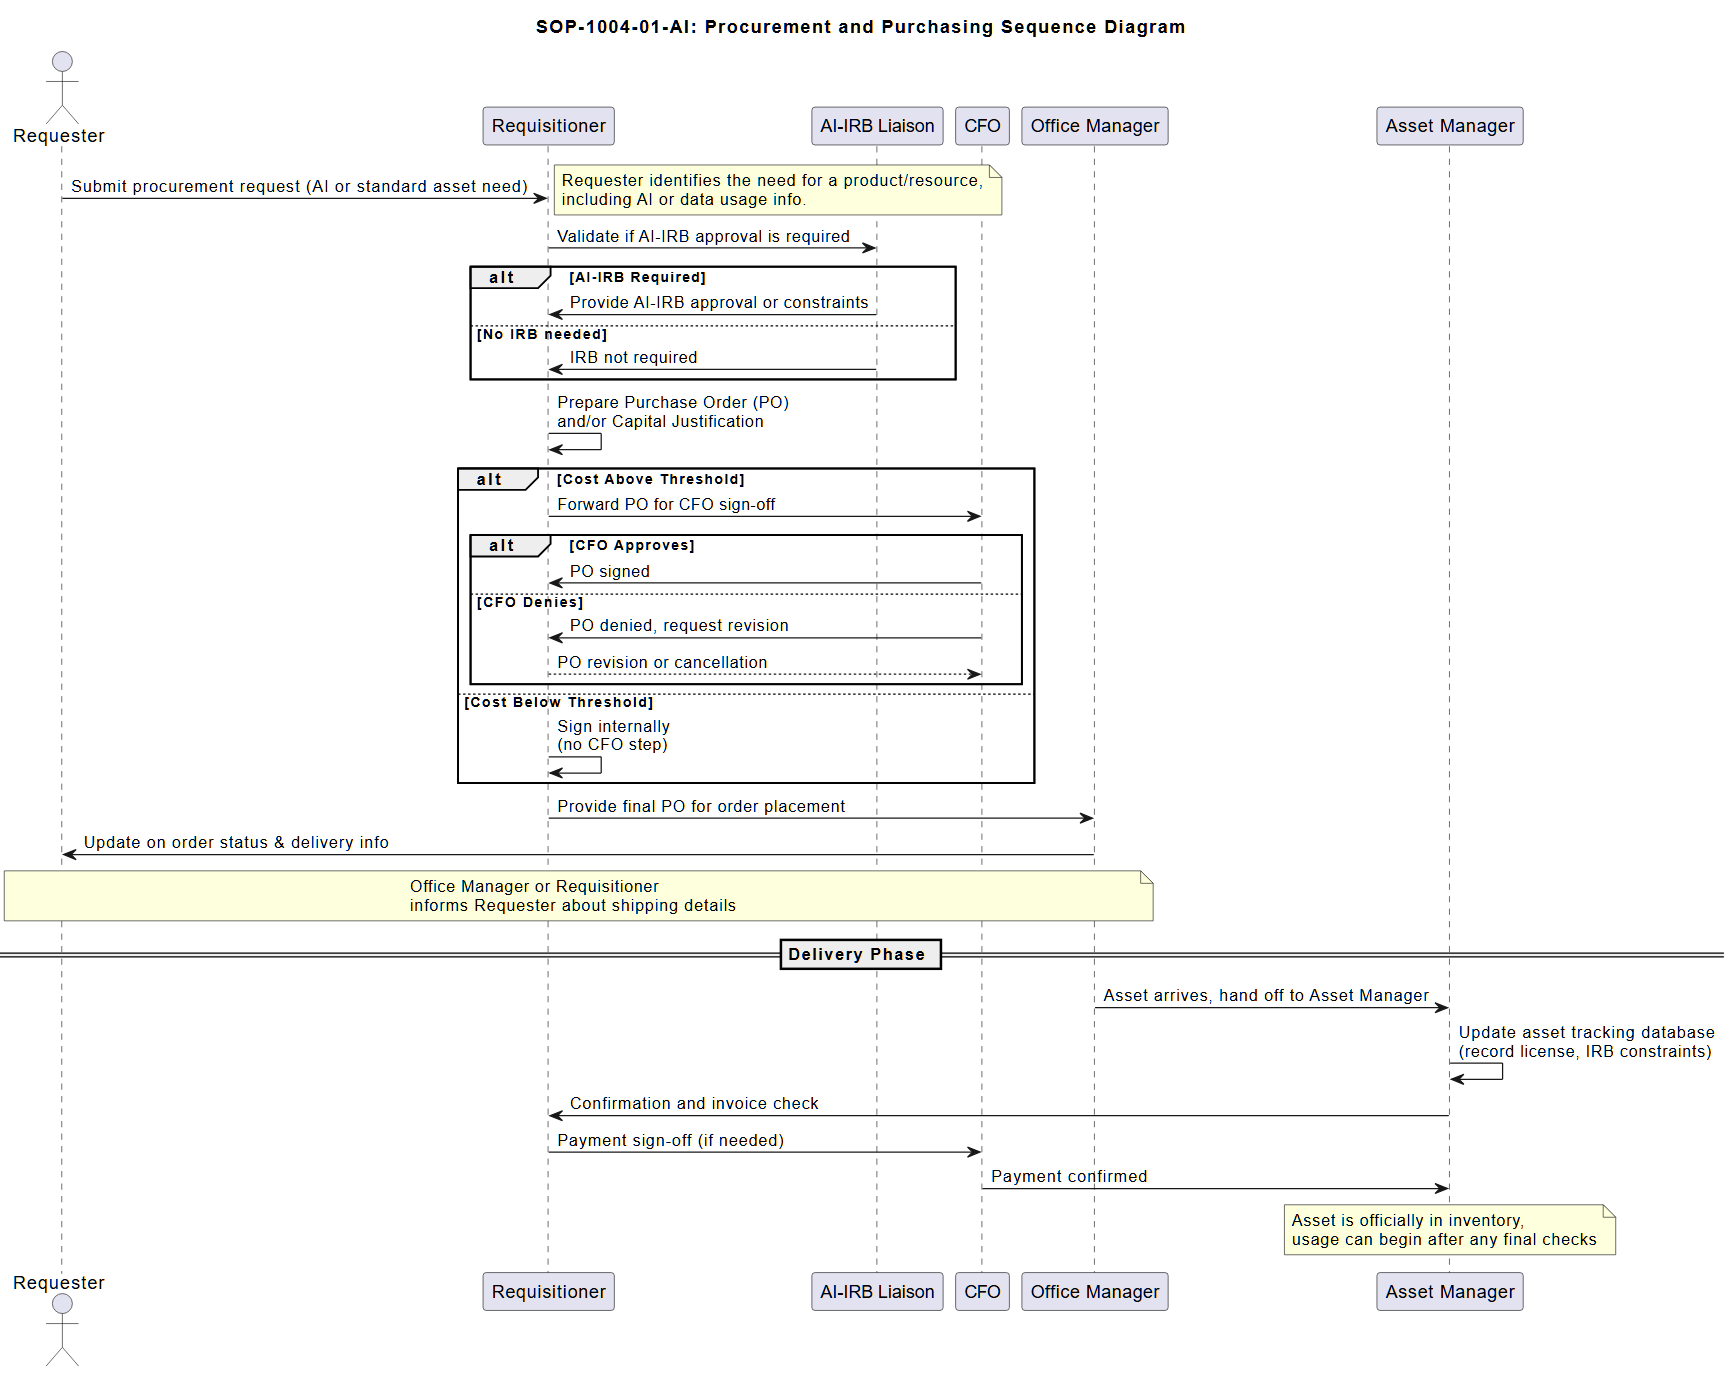 SOP-1004-01-AI: Procurement and Purchasing Sequence Diagram
Requester
Requisitioner
AI-IRB Liaison
CFO
Office Manager
Asset Manager
Submit procurement request (AI or standard asset need)
Requester identifies the need for a product/resource,
including AI or data usage info.
Validate if AI-IRB approval is required
alt
[AI-IRB Required]
Provide AI-IRB approval or constraints
[No IRB needed]
IRB not required
Prepare Purchase Order (PO)
and/or Capital Justification
alt
[Cost Above Threshold]
Forward PO for CFO sign-off
alt
[CFO Approves]
PO signed
[CFO Denies]
PO denied, request revision
PO revision or cancellation
[Cost Below Threshold]
Sign internally
(no CFO step)
Provide final PO for order placement
Update on order status & delivery info
Office Manager or Requisitioner
informs Requester about shipping details
Delivery Phase
Asset arrives, hand off to Asset Manager
Update asset tracking database
(record license, IRB constraints)
Confirmation and invoice check
Payment sign-off (if needed)
Payment confirmed
Asset is officially in inventory,
usage can begin after any final checks
Requester
Requisitioner
AI-IRB Liaison
CFO
Office Manager
Asset Manager